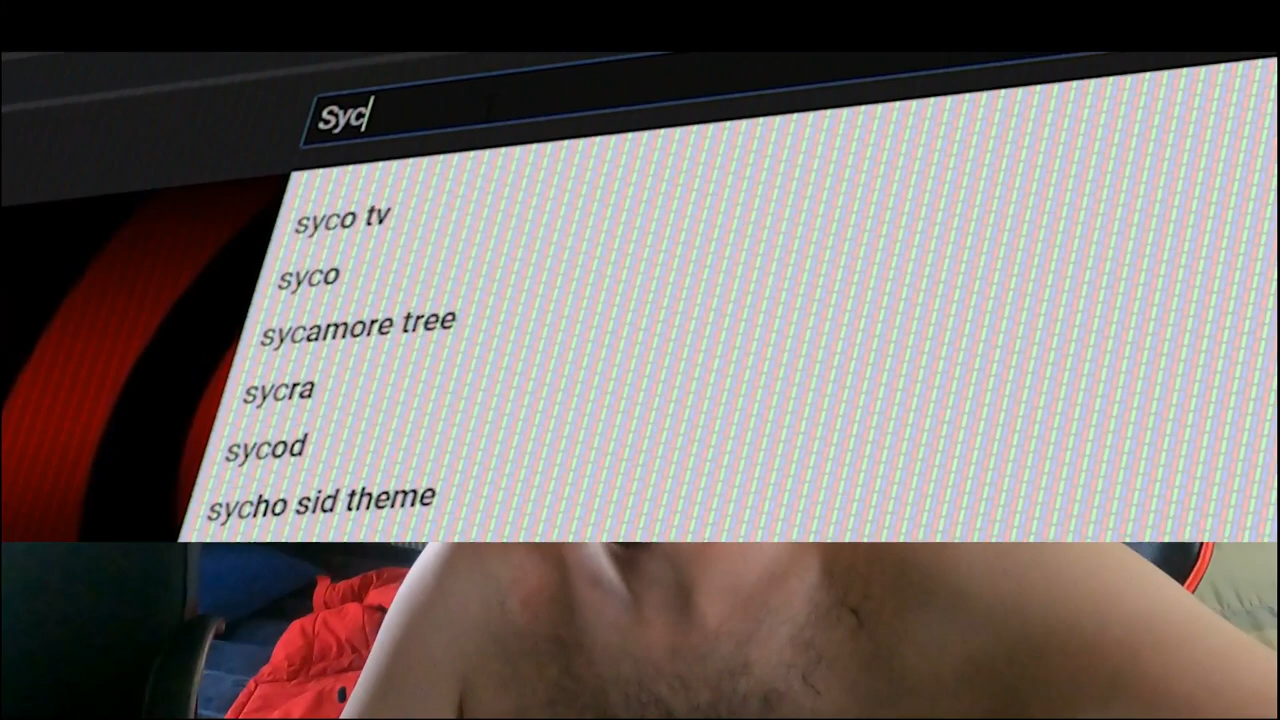 Syc
syco tv
syco
sycamore tree
sycra
sycod
sycho sid theme